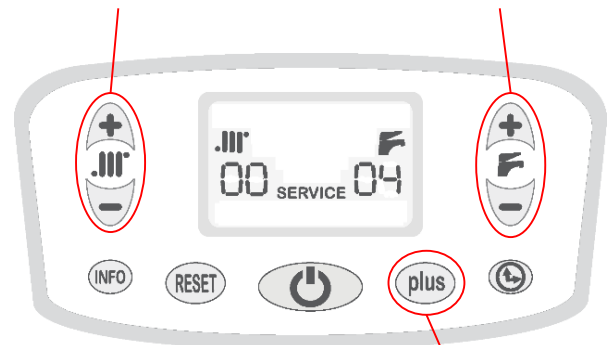 + +
00 SERVICE 04
- -
INFO RESET plus